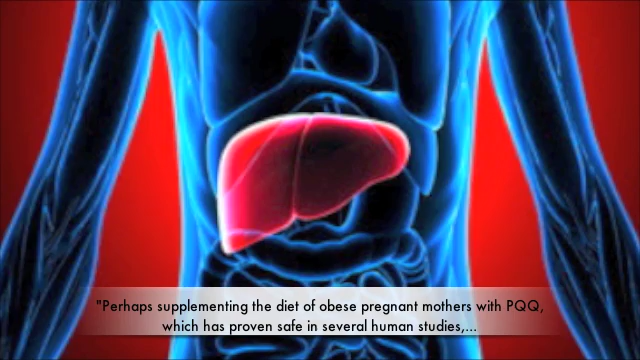 "Perhaps supplementing the diet of obese pregnant mothers with PQQ,
which has proven safe in several human studies,...